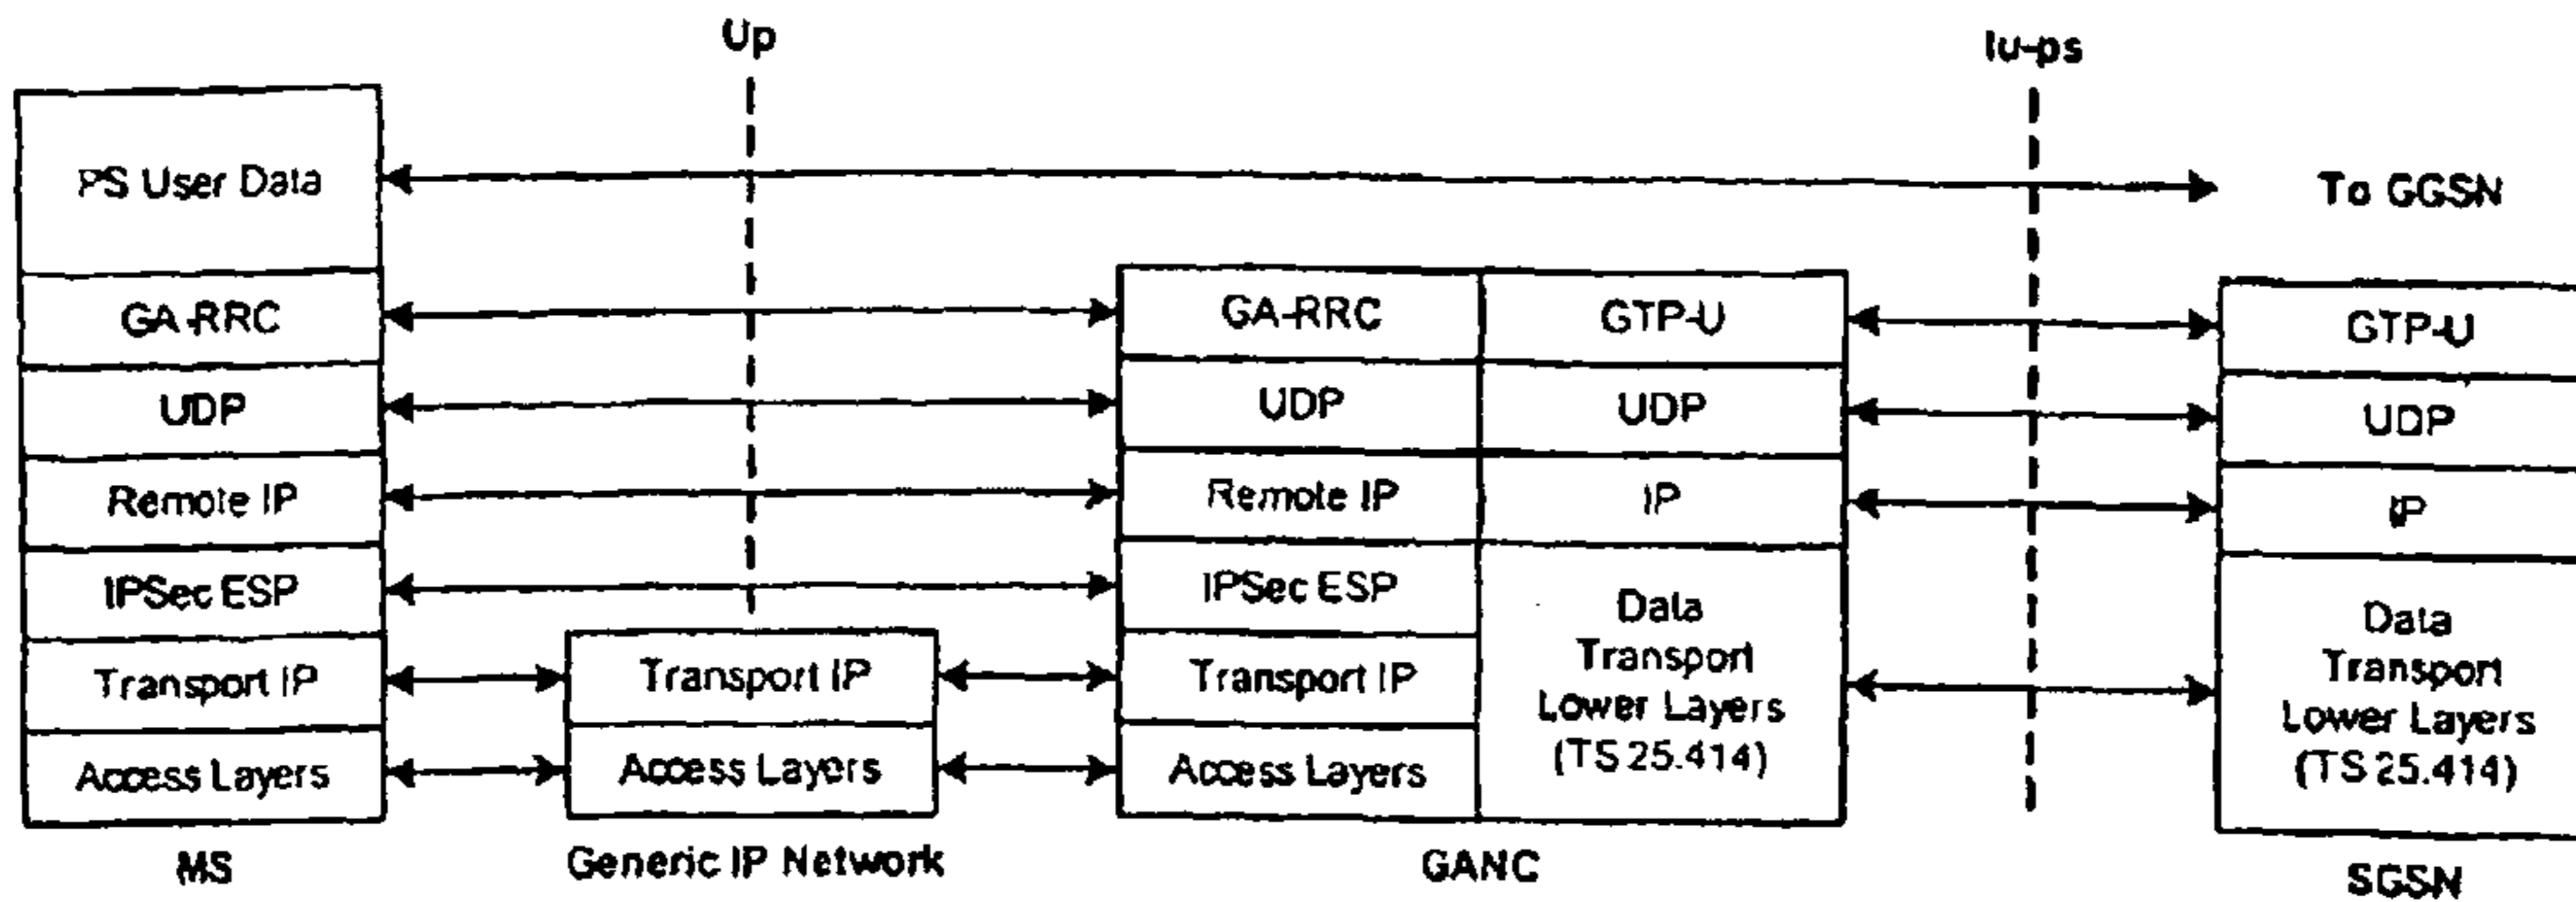 Up
Iu-ps
PS User Data
To GGSN
GA-RRC
GA-RRC
GTP-U
GTP-U
UDP
UDP
UDP
UDP
Remote IP
Remote IP
IP
IP
IPSec ESP
IPSec ESP
Data
Transport
Lower Layers
(TS 25.414)
Data
Transport
Lower Layers
(TS 25.414)
Transport IP
Transport IP
Transport IP
Access Layers
Access Layers
Access Layers
MS
Generic IP Network
GANC
SGSN